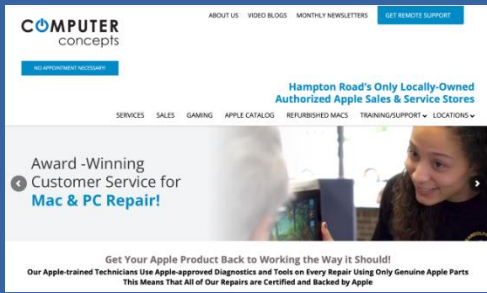 COMPUTER
concepts
ABOUT US VIDEO BLOGS MONTHLY NEWSLETTERS GET REMOTE SUPPORT
NO APPOINTMENT NECESSARY
Hampton Road's Only Locally-Owned
Authorized Apple Sales & Service Stores
SERVICES SALES GAMING APPLE CATALOG REFURBISHED MACS TRAINING/SUPPORT LOCATIONS
Award -Winning
Customer Service for
Mac & PC Repair!
Get Your Apple Product Back to Working the Way it Should!
Our Apple-trained Technicians Use Apple-approved Diagnostics and Tools on Every Repair Using Only Genuine Apple Parts
This Means That All of Our Repairs are Certified and Backed by Apple